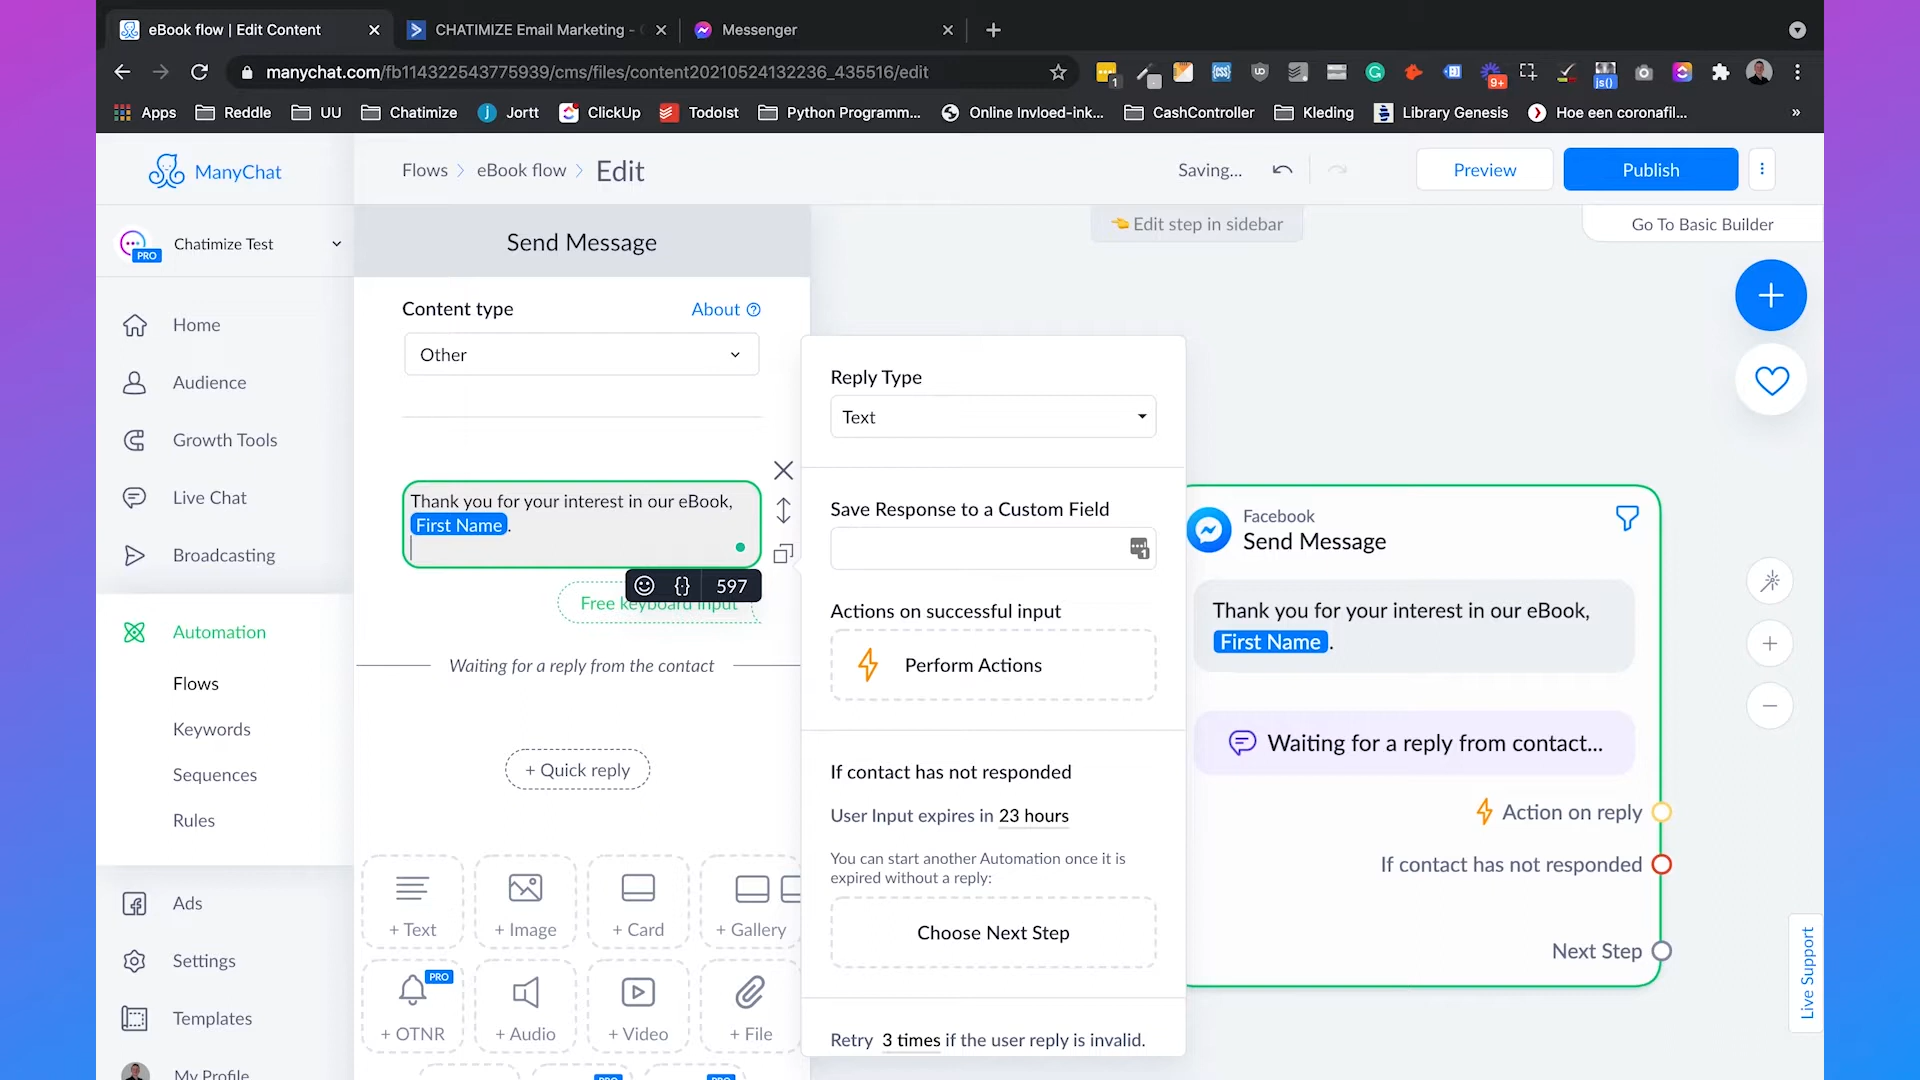 eBook flow | Edit Content
CHATIMIZE Email Marketing -
Messenger
manychat.com/fb114322543775939/cms/files/content20210524132236_435516/edit
1
9+
js()
Apps
Reddle
UU
Chatimize
Jortt
ClickUp
TodoIst
Python Programm...
Online Invloed-ink...
CashController
Kleding
Library Genesis
Hoe een coronafil...
»
ManyChat
Flows
eBook flow
Edit
Saving...
Preview
Publish
PRO
Chatimize Test
Send Message
Edit step in sidebar
Go To Basic Builder
Home
Audience
Growth Tools
Live Chat
Broadcasting
Automation
Flows
Keywords
Sequences
Rules
Ads
Settings
Templates
My Profile
Content type
About
Other
Thank you for your interest in our eBook,
First Name.
597
Free keyboard input
Waiting for a reply from the contact
+ Quick reply
+ Text
+ Image
+ Card
+ Gallery
PRO
+ OTNR
+ Audio
+ Video
+ File
PRO
PRO
Reply Type
Text
Save Response to a Custom Field
1
Actions on successful input
Perform Actions
If contact has not responded
User Input expires in 23 hours
You can start another Automation once it is
expired without a reply:
Choose Next Step
Retry 3 times if the user reply is invalid.
Facebook
Send Message
Thank you for your interest in our eBook,
First Name.
Waiting for a reply from contact...
Action on reply
If contact has not responded
Next Step
Live Support